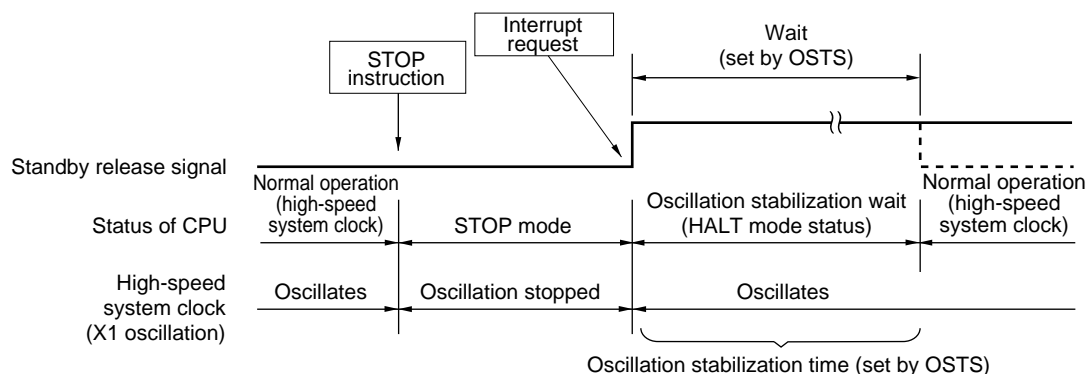 Interrupt
request
Wait
(set by OSTS)
STOP
instruction
Standby release signal
Normal operation
(high-speed
system clock)
Oscillation stabilization wait
(HALT mode status)
Normal operation
(high-speed
system clock)
Status of CPU
STOP mode
High-speed
system clock
(X1 oscillation)
Oscillates
Oscillation stopped
Oscillates
Oscillation stabilization time (set by OSTS)